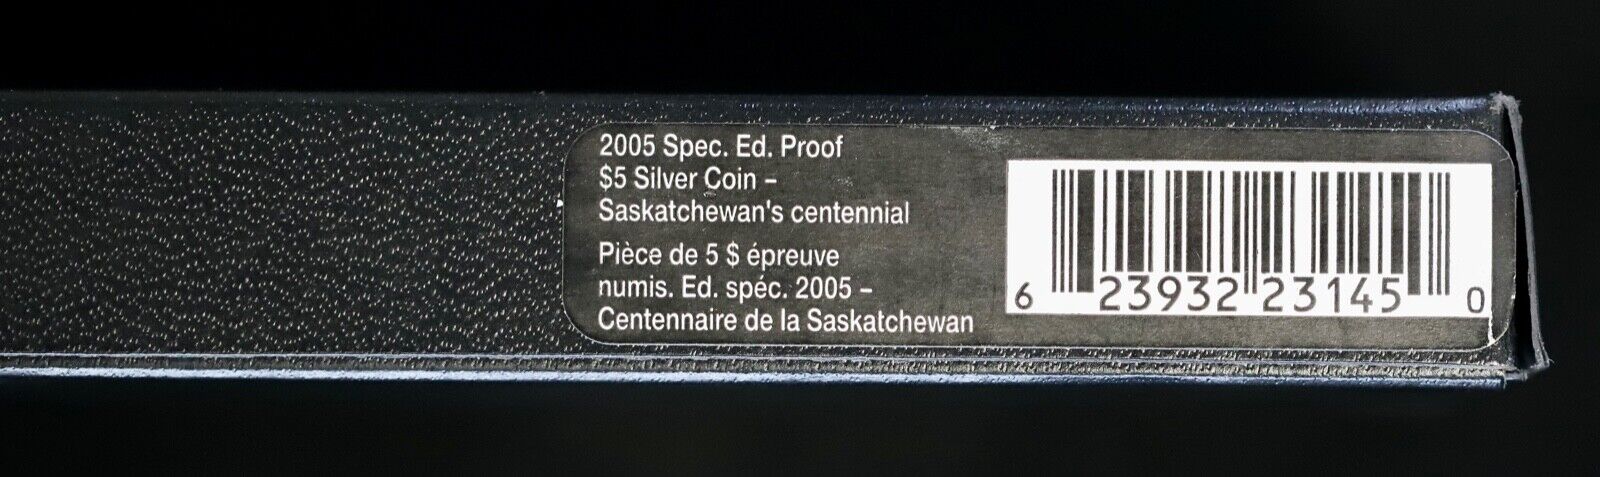 2005 Spec. Ed. Proof
$5 Silver Coin –
Saskatchewan's centennial
Pièce de 5 $ épreuve
numis. Ed. spéc. 2005 –
Centennaire de la Saskatchewan
6 23932 23145 0